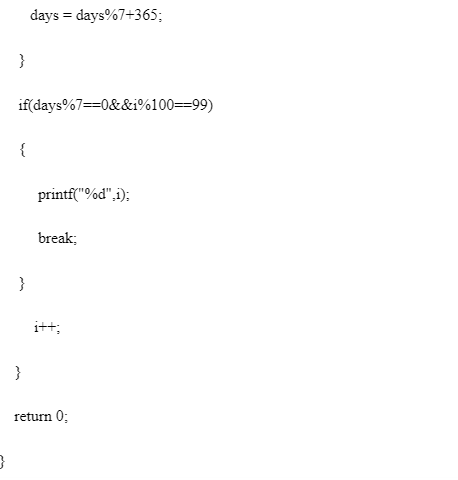 days = days%7+365;
}
if(days%7==0&&i%100==99)
{
printf("%d",i);
break;
}
i++;
}
return 0;
}